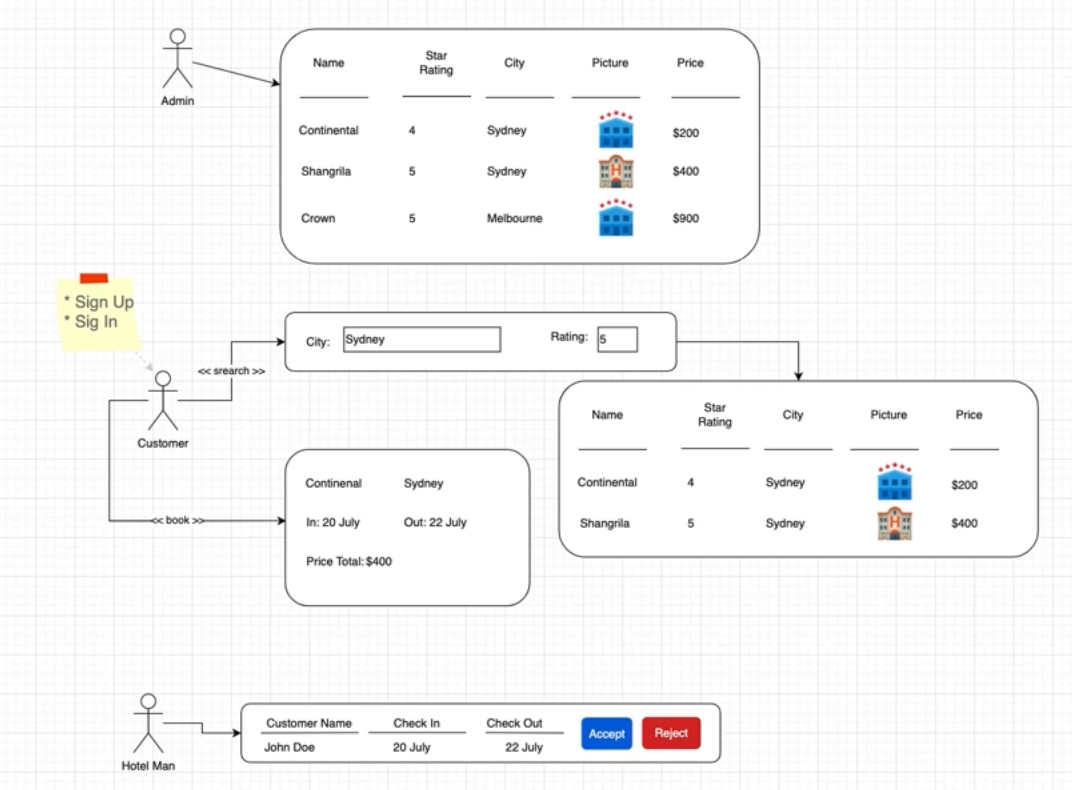 Admin
Name Star Rating City Picture Price
Continental 4 Sydney $200
Shangrila 5 Sydney $400
Crown 5 Melbourne $900
* Sign Up
* Sig In
Customer
<< srearch >>
City: Sydney Rating: 5
Name Star Rating City Picture Price
Continental 4 Sydney $200
Shangrila 5 Sydney $400
<< book >>
Continenal Sydney
In: 20 July Out: 22 July
Price Total: $400
Hotel Man
Customer Name Check In Check Out
John Doe 20 July 22 July
Accept Reject